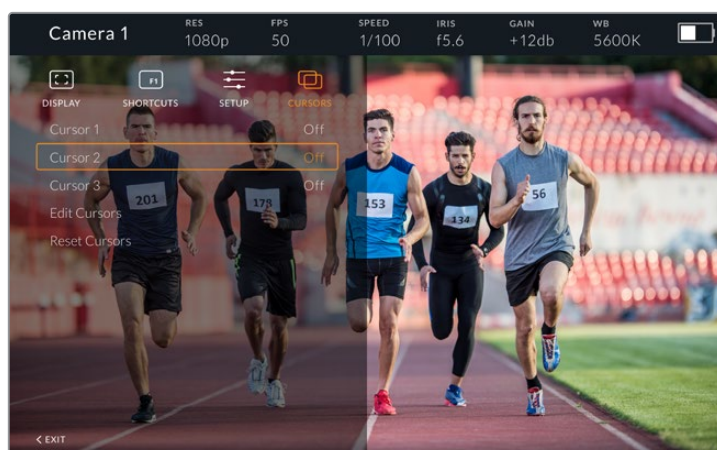 Camera 1
RES FPS SPEED IRIS GAIN WB
1080p 50 1/100 f5.6 +12db 5600K
F1
DISPLAY SHORTCUTS SETUP CURSORS
Cursor 1 Off
Cursor 2 Off
Cursor 3 Off
Edit Cursors
Reset Cursors
201 178 153 134 56
< EXIT